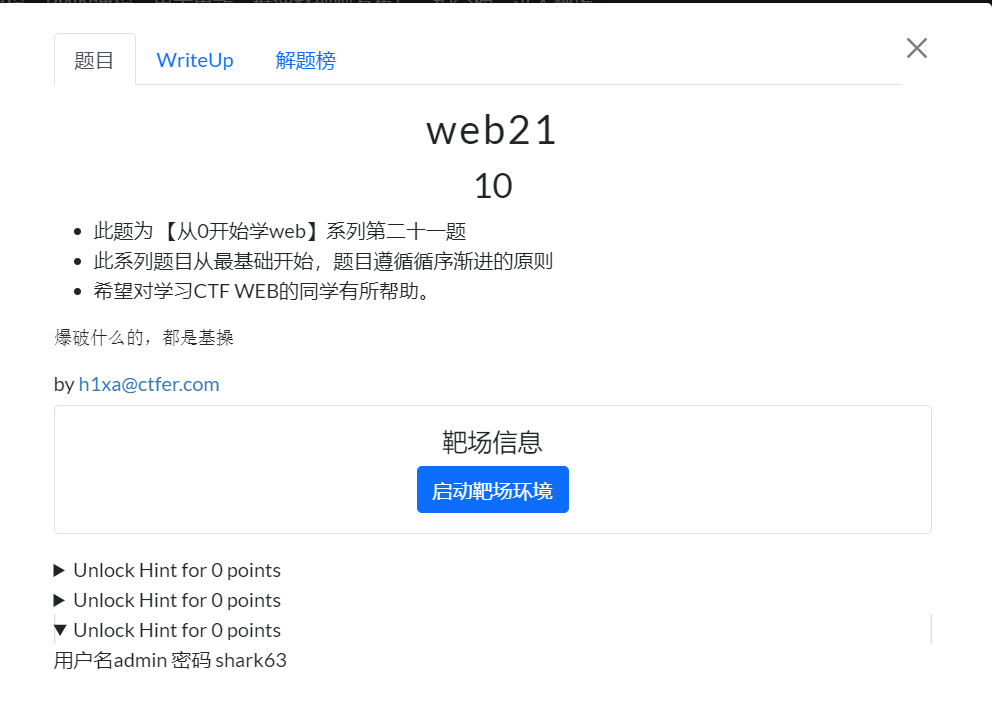 题目 WriteUp 解题榜
web21
10
此题为 【从0开始学web】系列第二十一题
此系列题目从最基础开始，题目遵循循序渐进的原则
希望对学习CTF WEB的同学有所帮助。
爆破什么的，都是基操
by h1xa@ctfer.com
靶场信息
启动靶场环境
Unlock Hint for 0 points
Unlock Hint for 0 points
Unlock Hint for 0 points
用户名admin 密码 shark63